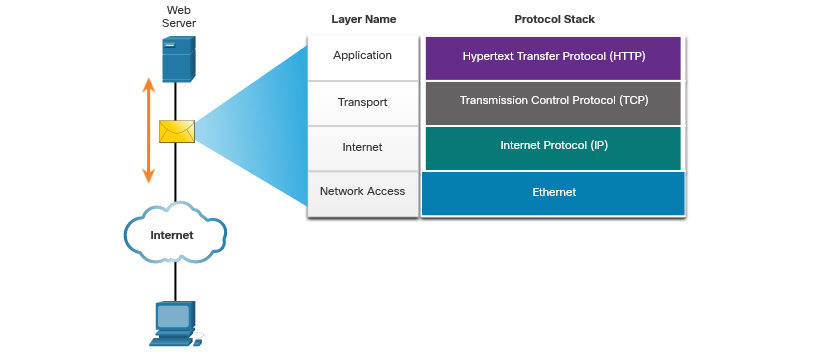 Web
Server
Layer Name
Protocol Stack
Application
Hypertext Transfer Protocol (HTTP)
Transport
Transmission Control Protocol (TCP)
Internet
Internet Protocol (IP)
Network Access
Ethernet
Internet